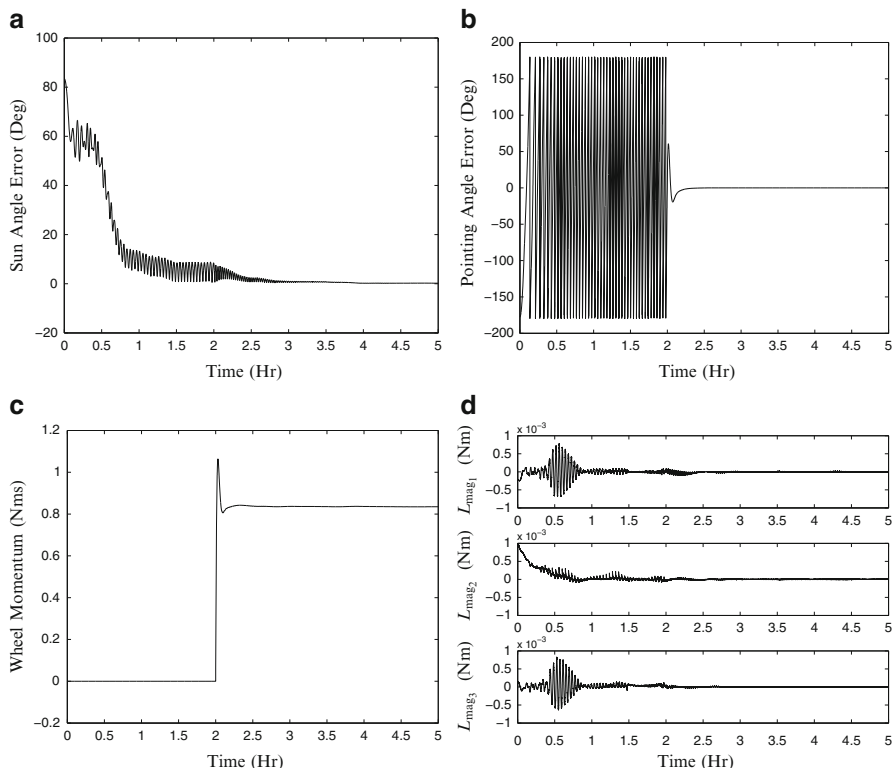 a
100
80
60
40
20
0
−20
Sun Angle Error (Deg)
0 0.5 1 1.5 2 2.5 3 3.5 4 4.5 5
Time (Hr)
b
200
150
100
50
0
−50
−100
−150
−200
Pointing Angle Error (Deg)
0 0.5 1 1.5 2 2.5 3 3.5 4 4.5 5
Time (Hr)
c
1.2
1
0.8
0.6
0.4
0.2
0
−0.2
Wheel Momentum (Nms)
0 0.5 1 1.5 2 2.5 3 3.5 4 4.5 5
Time (Hr)
d
x 10⁻³
1
0.5
0
−0.5
−1
L_mag₁ (Nm)
0 0.5 1 1.5 2 2.5 3 3.5 4 4.5 5
x 10⁻³
1
0.5
0
−0.5
−1
L_mag₂ (Nm)
0 0.5 1 1.5 2 2.5 3 3.5 4 4.5 5
x 10⁻³
1
0.5
0
−0.5
−1
L_mag₃ (Nm)
0 0.5 1 1.5 2 2.5 3 3.5 4 4.5 5
Time (Hr)